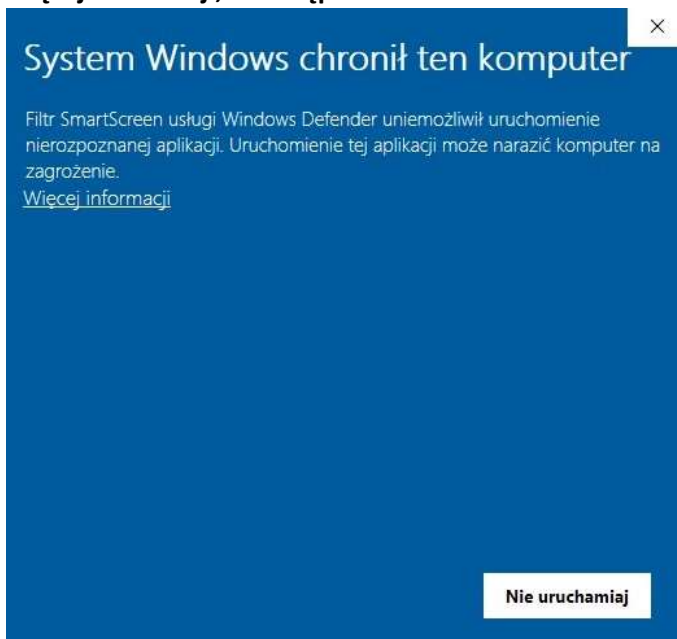 System Windows chronił ten komputer
Filtr SmartScreen usługi Windows Defender uniemożliwił uruchomienie
nierozpoznanej aplikacji. Uruchomienie tej aplikacji może narazić komputer na
zagrożenie.
Więcej informacji
Nie uruchamiaj